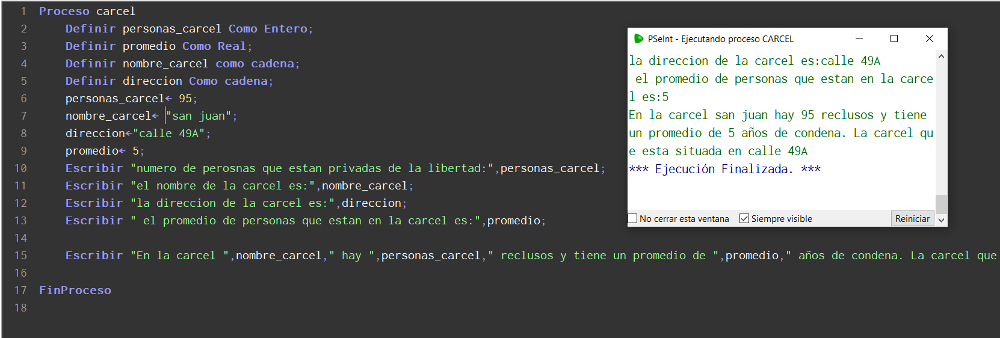 1 Proceso carcel
2 Definir personas_carcel Como Entero;
3 Definir promedio Como Real;
4 Definir nombre_carcel como cadena;
5 Definir direccion Como cadena;
6 personas_carcel← 95;
7 nombre_carcel← "san juan";
8 direccion←"calle 49A";
9 promedio← 5;
10 Escribir "numero de perosnas que estan privadas de la libertad:",personas_carcel;
11 Escribir "el nombre de la carcel es:",nombre_carcel;
12 Escribir "la direccion de la carcel es:",direccion;
13 Escribir " el promedio de personas que estan en la carcel es:",promedio;
14
15 Escribir "En la carcel ",nombre_carcel," hay ",personas_carcel," reclusos y tiene un promedio de ",promedio," años de condena. La carcel que
16
17 FinProceso
18
PSeInt - Ejecutando proceso CARCEL
la direccion de la carcel es:calle 49A
el promedio de personas que estan en la carce
l es:5
En la carcel san juan hay 95 reclusos y tiene
un promedio de 5 años de condena. La carcel qu
e esta situada en calle 49A
*** Ejecución Finalizada. ***
No cerrar esta ventana Siempre visible Reiniciar